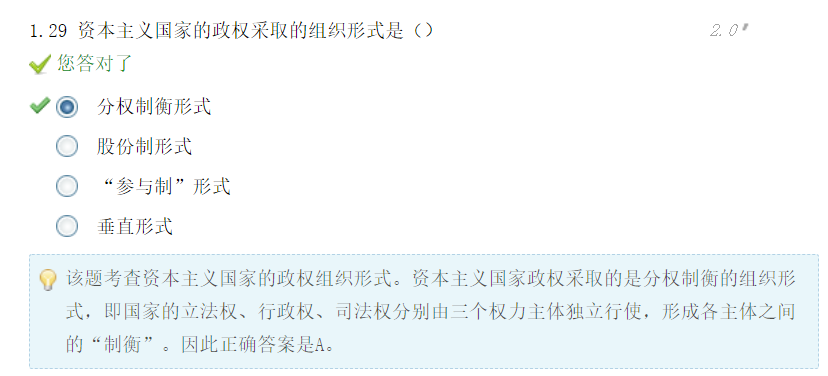 1.29 资本主义国家的政权采取的组织形式是（） 2.0
您答对了
分权制衡形式
股份制形式
“参与制”形式
垂直形式
该题考查资本主义国家的政权组织形式。资本主义国家政权采取的是分权制衡的组织形
式，即国家的立法权、行政权、司法权分别由三个权力主体独立行使，形成各主体之间
的“制衡”。因此正确答案是A。